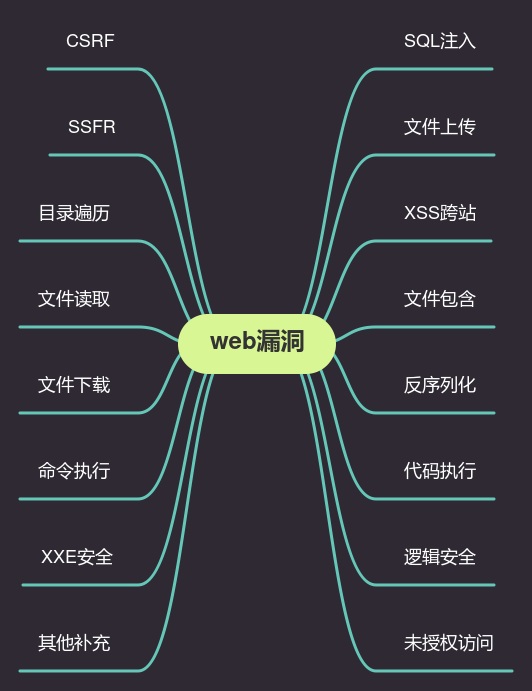 CSRF
SSFR
目录遍历
文件读取
文件下载
命令执行
XXE安全
其他补充
web漏洞
SQL注入
文件上传
XSS跨站
文件包含
反序列化
代码执行
逻辑安全
未授权访问